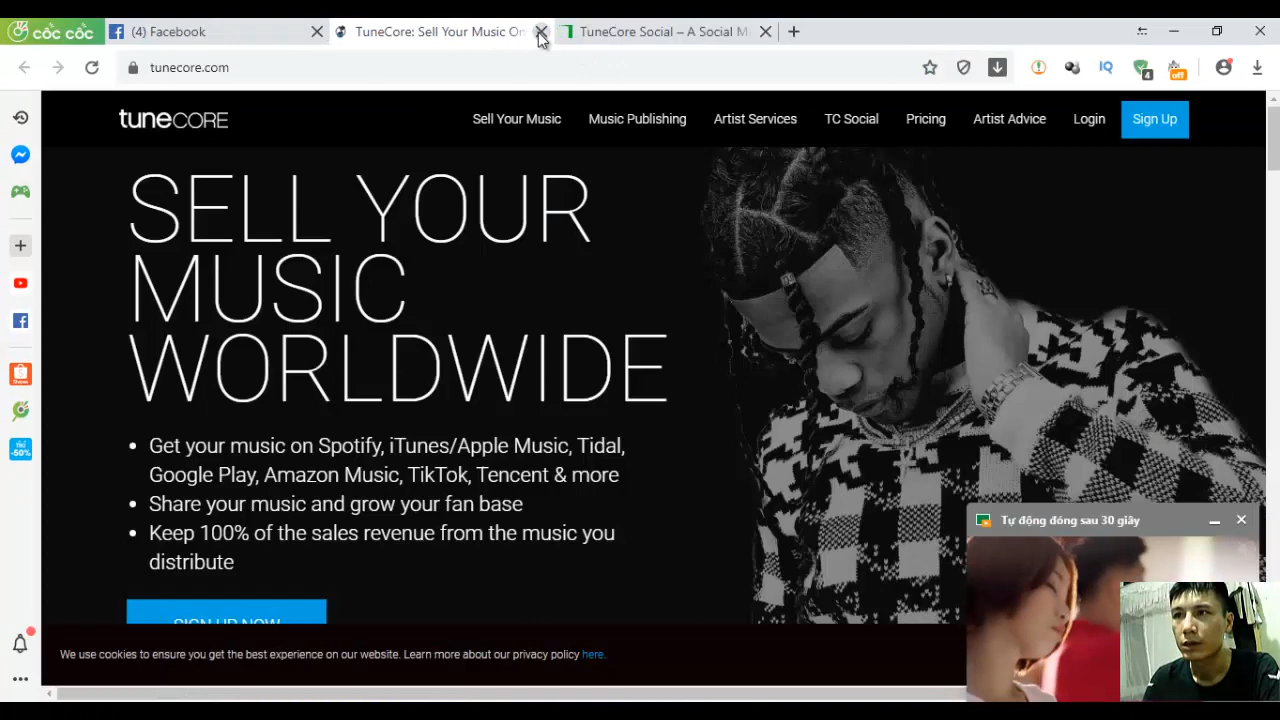 CỐC CỐC
(4) Facebook
TuneCore: Sell Your Music On
TuneCore Social – A Social M
tunecore.com
IQ
4
off
tuneCORE
Sell Your Music
Music Publishing
Artist Services
TC Social
Pricing
Artist Advice
Login
Sign Up
SELL YOUR
MUSIC
WORLDWIDE
Get your music on Spotify, iTunes/Apple Music, Tidal,
Google Play, Amazon Music, TikTok, Tencent & more
Share your music and grow your fan base
Keep 100% of the sales revenue from the music you
distribute
SIGN UP NOW
-50%
Tự động đóng sau 30 giây
We use cookies to ensure you get the best experience on our website. Learn more about our privacy policy here.